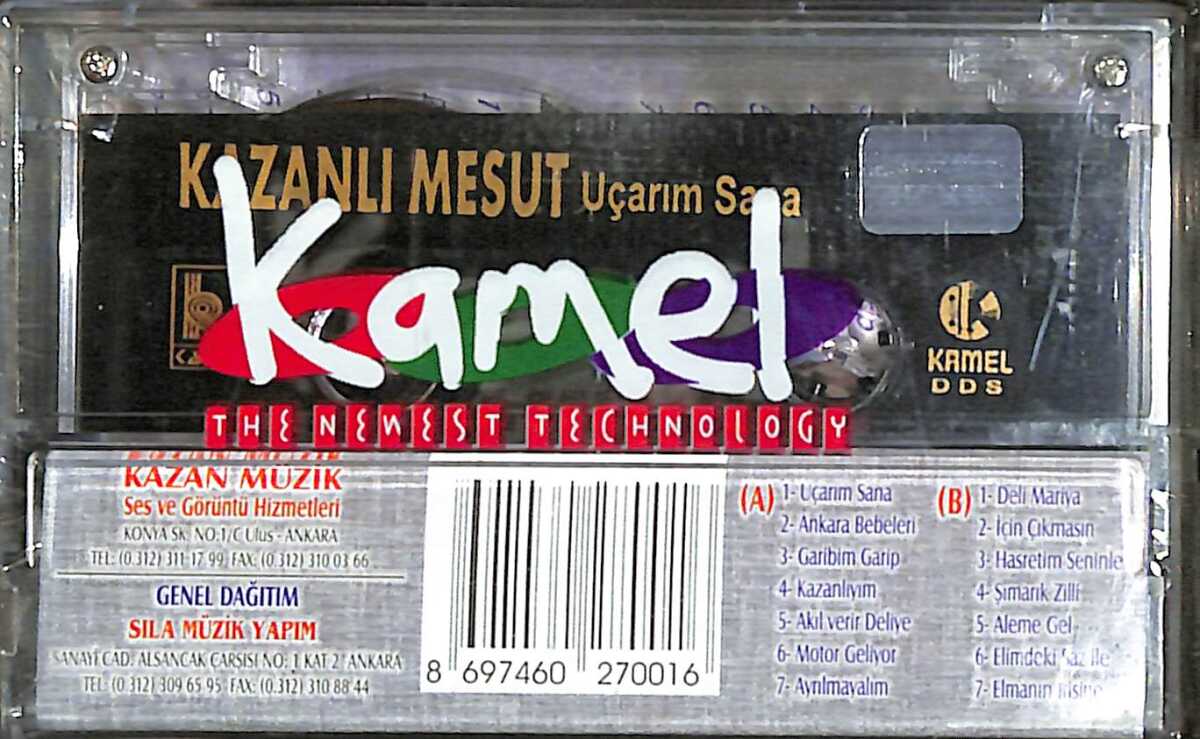 KAZANLI MESUT Uçarım Sana
Kamel
THE NEWEST TECHNOLOGY
KAMEL
DDS
KAZAN MÜZİK
Ses ve Görüntü Hizmetleri
KONYA SK. NO:1/C Ulus - ANKARA
TEL: (0.312) 311 17 99 FAX: (0.312) 310 03 66
GENEL DAĞITIM
SILA MÜZİK YAPIM
SANAYİ CAD. ALSANCAK ÇARŞISI NO: 1 KAT 2 ANKARA
TEL: (0 312) 309 65 95 FAX: (0 312) 310 88 44
8 697460 270016
(A) 1- Uçarım Sana
2- Ankara Bebeleri
3- Garibim Garip
4- Kazanlıyım
5- Akıl verir Deliye
6- Motor Geliyor
7- Ayrılmayalım
(B) 1- Deli Mariya
2- İçin Çıkmasın
3- Hasretim Seninle
4- Şımarık Zilli
5- Aleme Gel
6- Elimdeki Saz İle
7- Elmanın